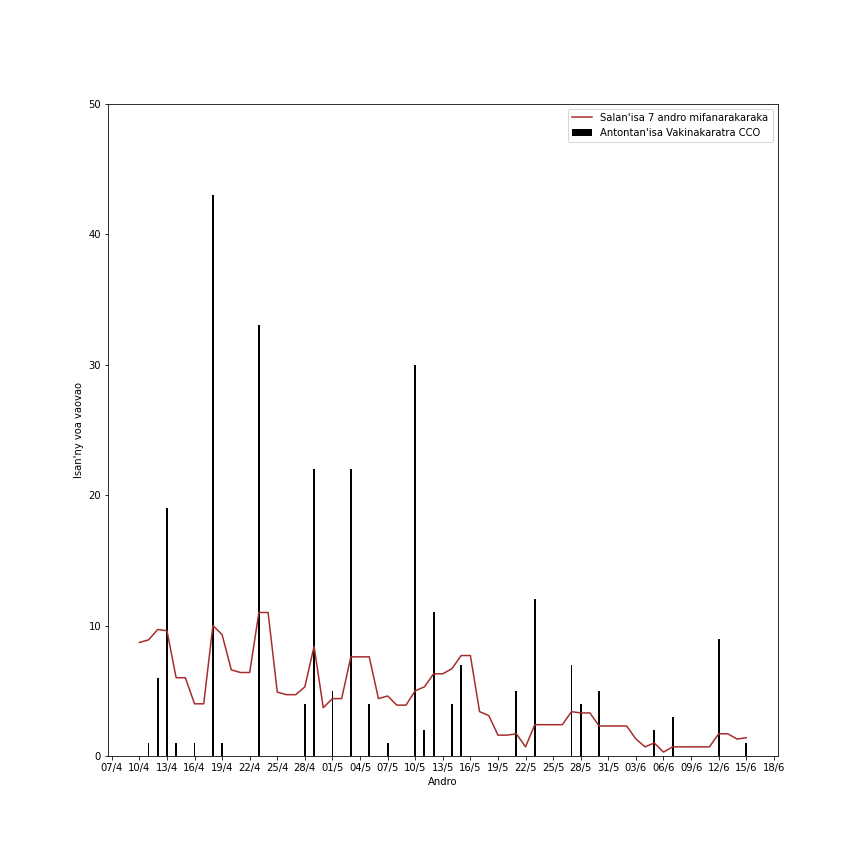 50
40
30
20
10
0
Isan'ny voa vaovao
Salan'isa 7 andro mifanarakaraka
Antontan'isa Vakinakaratra CCO
07/4 10/4 13/4 16/4 19/4 22/4 25/4 28/4 01/5 04/5 07/5 10/5 13/5 16/5 19/5 22/5 25/5 28/5 31/5 03/6 06/6 09/6 12/6 15/6 18/6
Andro